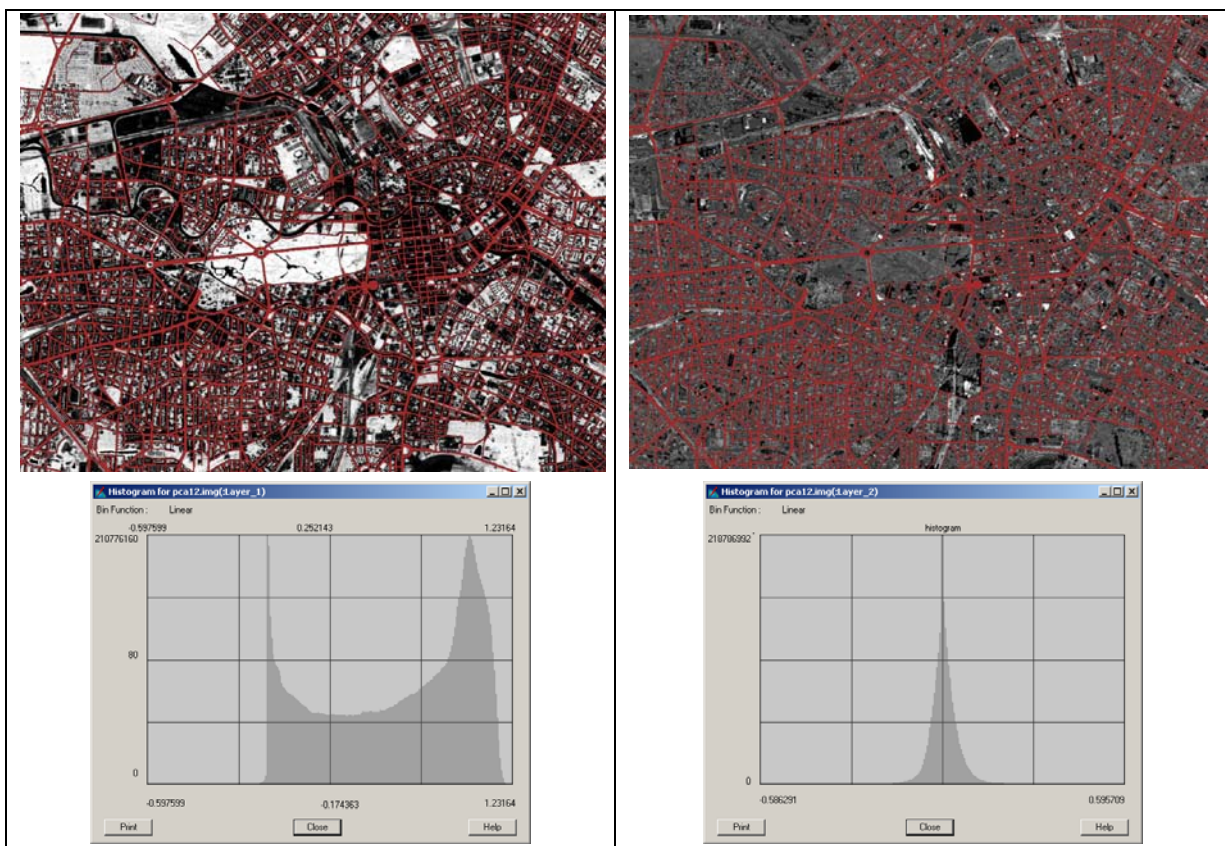 Histogram for pca12.img(:Layer_1)
Bin Function : Linear
-0.597599 0.252143 1.23164
210776160
80
0
-0.597599 -0.174363 1.23164
Print Close Help
Histogram for pca12.img(:Layer_2)
Bin Function : Linear
histogram
218786992
0
-0.586291 0.595709
Print Close Help